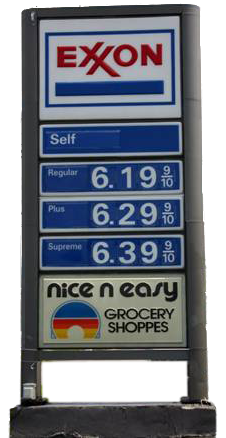 EXXON
Self
Regular 6.19 9/10
Plus 6.29 9/10
Supreme 6.39 9/10
nice n easy
GROCERY
SHOPPES